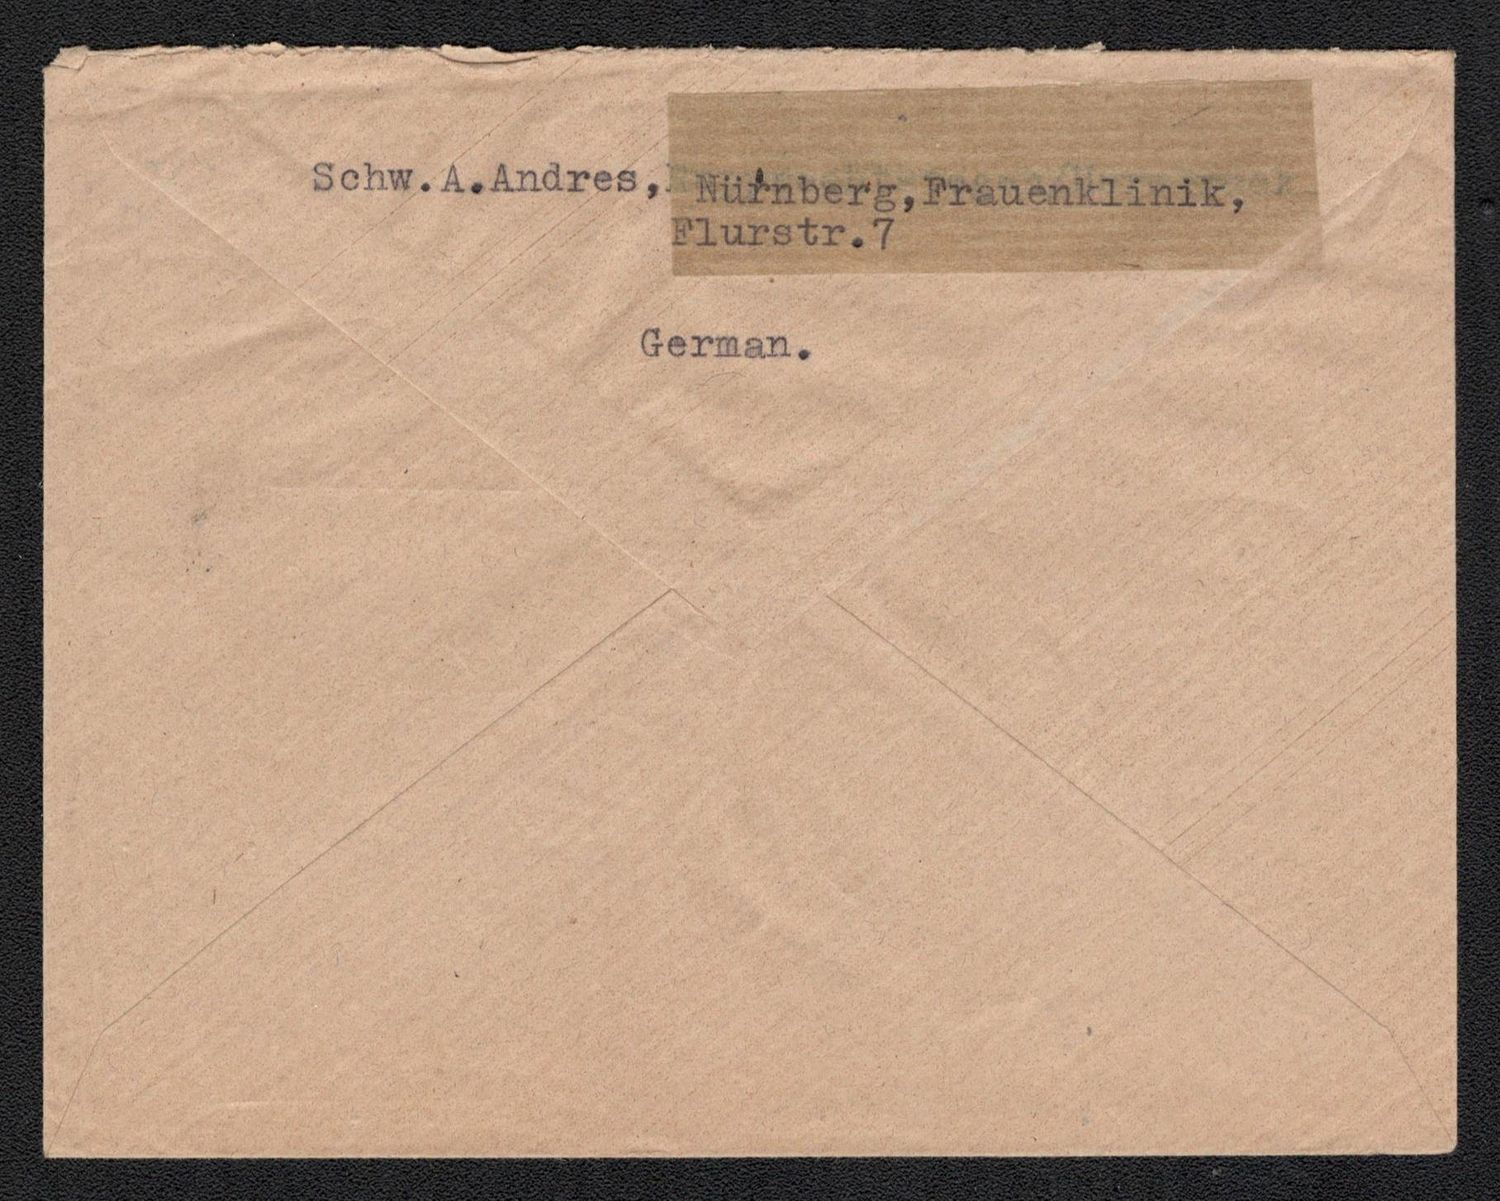 Schw.A.Andres, Nürnberg,Frauenklinik,
Flurstr.7
German.